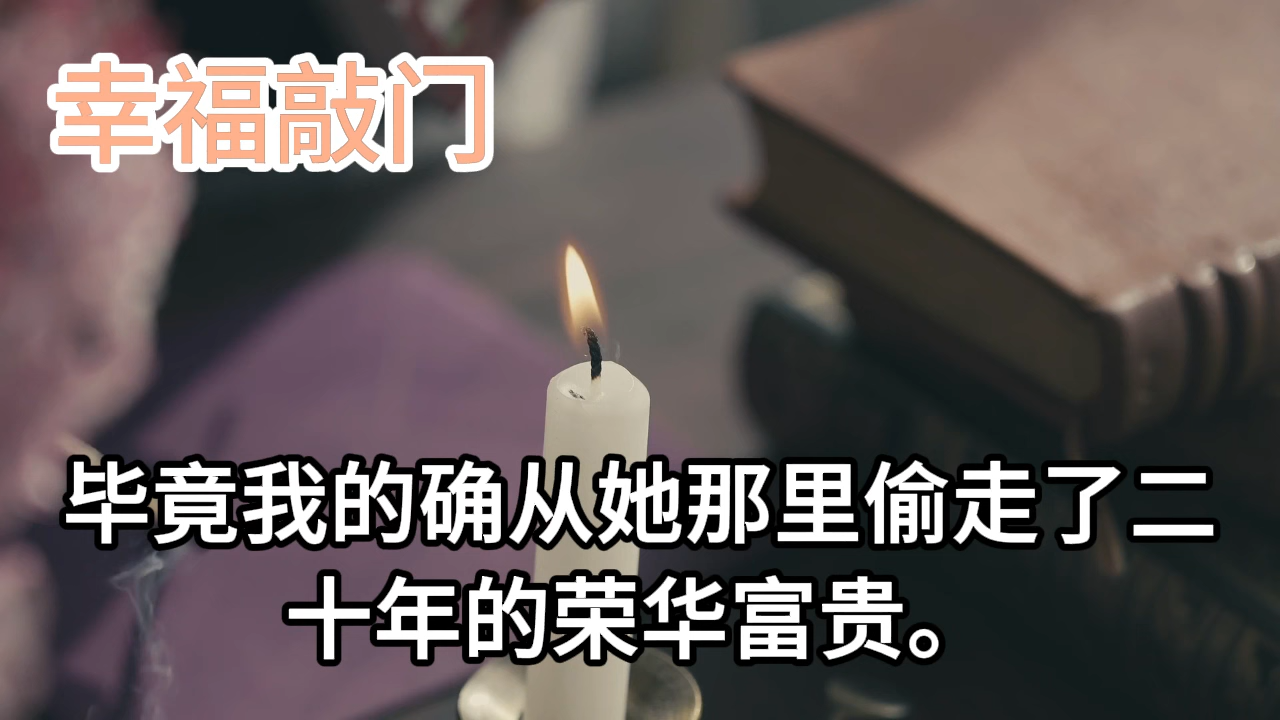 幸福敲门
毕竟我的确从她那里偷走了二
十年的荣华富贵。